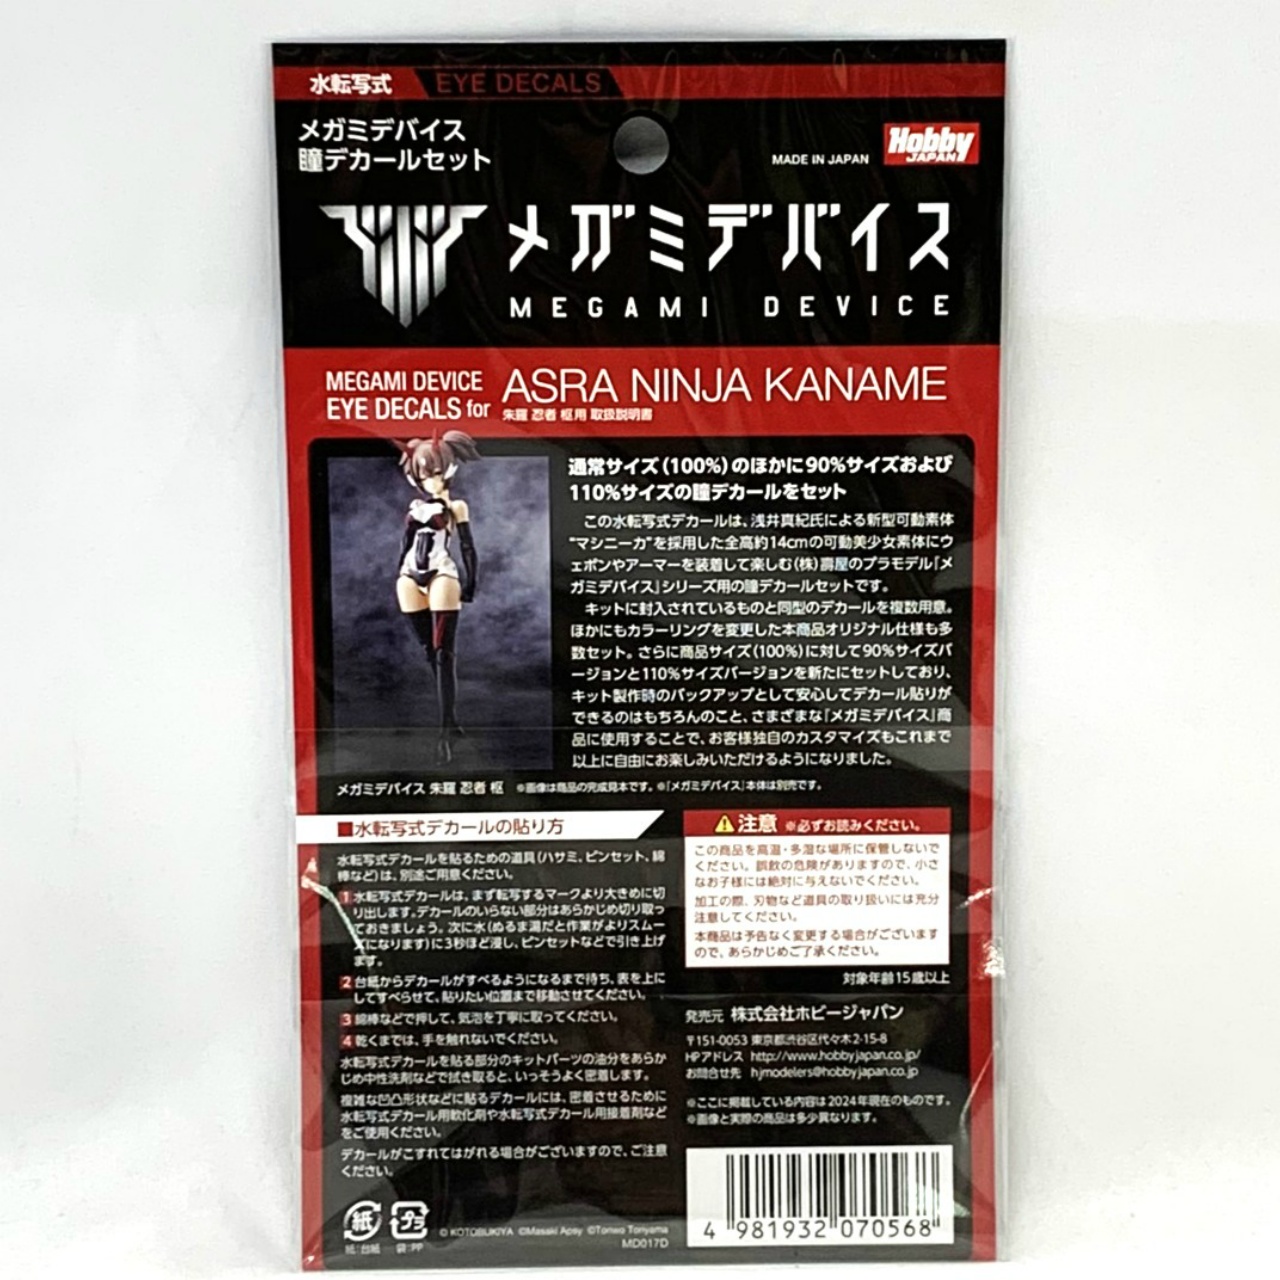 水転写式 EYE DECALS
メガミデバイス
瞳デカールセット
MADE IN JAPAN
Hobby
JAPAN
メガミデバイス
MEGAMI DEVICE
MEGAMI DEVICE
EYE DECALS for
ASRA NINJA KANAME
朱羅 忍者 枢用 取扱説明書
通常サイズ(100%)のほかに90%サイズおよび
110%サイズの瞳デカールをセット
この水転写式デカールは、浅井真紀氏による新型可動素体
“マシニーカ”を採用した全高約14cmの可動美少女素体にウ
ェポンやアーマーを装着して楽しむ(株)壽屋のプラモデル『メ
ガミデバイス』シリーズ用の瞳デカールセットです。
キットに封入されているものと同型のデカールを複数用意。
ほかにもカラーリングを変更した本商品オリジナル仕様も多
数セット。さらに商品サイズ(100%)に対して90%サイズバ
ージョンと110%サイズバージョンを新たにセットしており、
キット製作時のバックアップとして安心してデカール貼りが
できるのはもちろんのこと、さまざまな『メガミデバイス』商
品に使用することで、お客様独自のカスタマイズもこれまで
以上に自由にお楽しみいただけるようになりました。
メガミデバイス 朱羅 忍者 枢 ※画像は商品の完成見本です。※『メガミデバイス』本体は別売です。
■水転写式デカールの貼り方
水転写式デカールを貼るための道具(ハサミ、ピンセット、綿
棒など)は、別途ご用意ください。
1 水転写式デカールは、まず転写するマークより大きめに切
り出します。デカールのいらない部分はあらかじめ切り取っ
ておきましょう。次に水(ぬるま湯だと作業がよりスムー
ズになります)に3秒ほど浸し、ピンセットなどで引き上げ
ます。
2 台紙からデカールがすべるようになるまで待ち、表を上に
してすべらせて、貼りたい位置まで移動させてください。
3 綿棒などで押して、気泡を丁寧に取ってください。
4 乾くまでは、手を触れないでください。
水転写式デカールを貼る部分のキットパーツの油分をあらか
じめ中性洗剤などで拭き取ると、いっそうよく密着します。
複雑な凹凸形状などに貼るデカールには、密着させるために
水転写式デカール用軟化剤や水転写式デカール用接着剤など
をご使用ください。
デカールがこすれてはがれる場合がございますので、ご注意
ください。
⚠注意 ※必ずお読みください。
この商品を高温・多湿な場所に保管しないで
ください。誤飲の危険がありますので、小さ
なお子様には絶対に与えないでください。
加工の際、刃物など道具の取り扱いには充分
注意してください。
本商品は予告なく変更する場合がございます
ので、あらかじめご了承ください。
対象年齢15歳以上
発売元 株式会社ホビージャパン
〒151-0053 東京都渋谷区代々木2-15-8
HPアドレス http://www.hobbyjapan.co.jp/
お問合せ先 hjmodelers@hobbyjapan.co.jp
※ここに掲載している内容は2024年現在のものです。
※画像と実際の商品は多少異なります。
紙 プラ
紙:台紙 袋:PP
© KOTOBUKIYA ©Masaki Apsy ©Toriwo Toriyama
MD017D
4 981932 070568